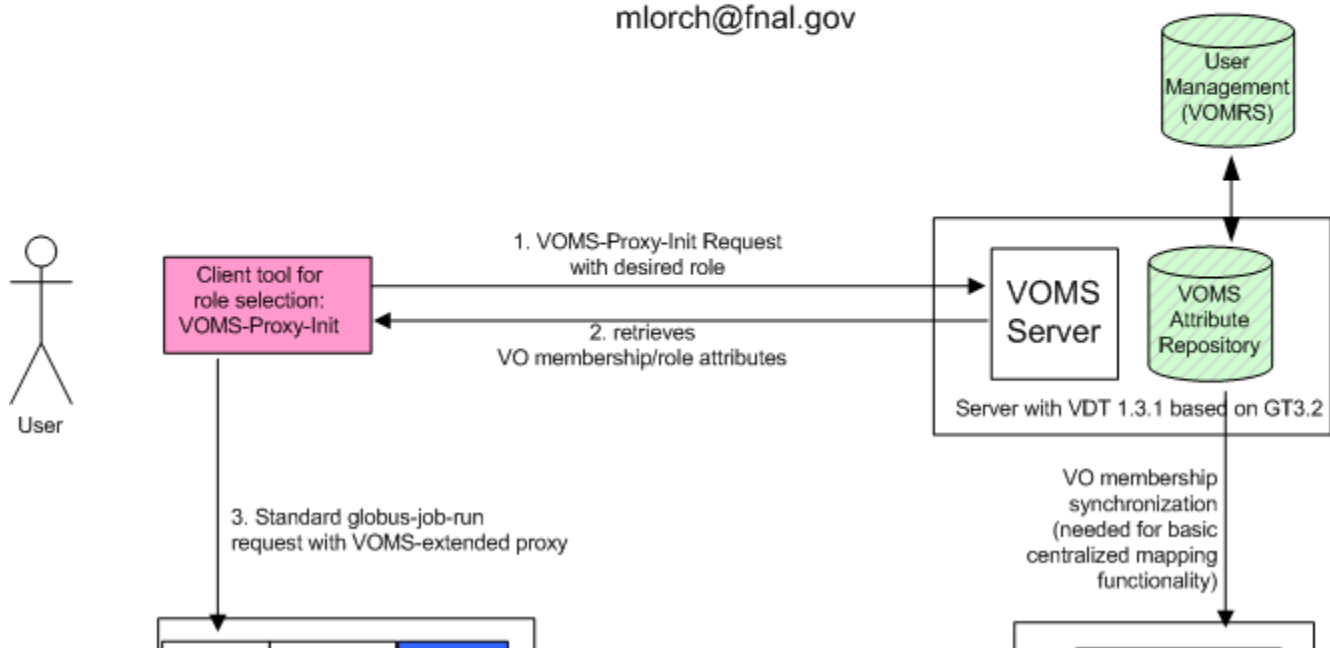 mlorch@fnal.gov
User
Management
(VOMRS)
1. VOMS-Proxy-Init Request
with desired role
Client tool for
role selection:
VOMS-Proxy-Init
VOMS
Server
VOMS
Attribute
Repository
2. retrieves
VO membership/role attributes
Server with VDT 1.3.1 based on GT3.2
User
VO membership
synchronization
(needed for basic
centralized mapping
functionality)
3. Standard globus-job-run
request with VOMS-extended proxy